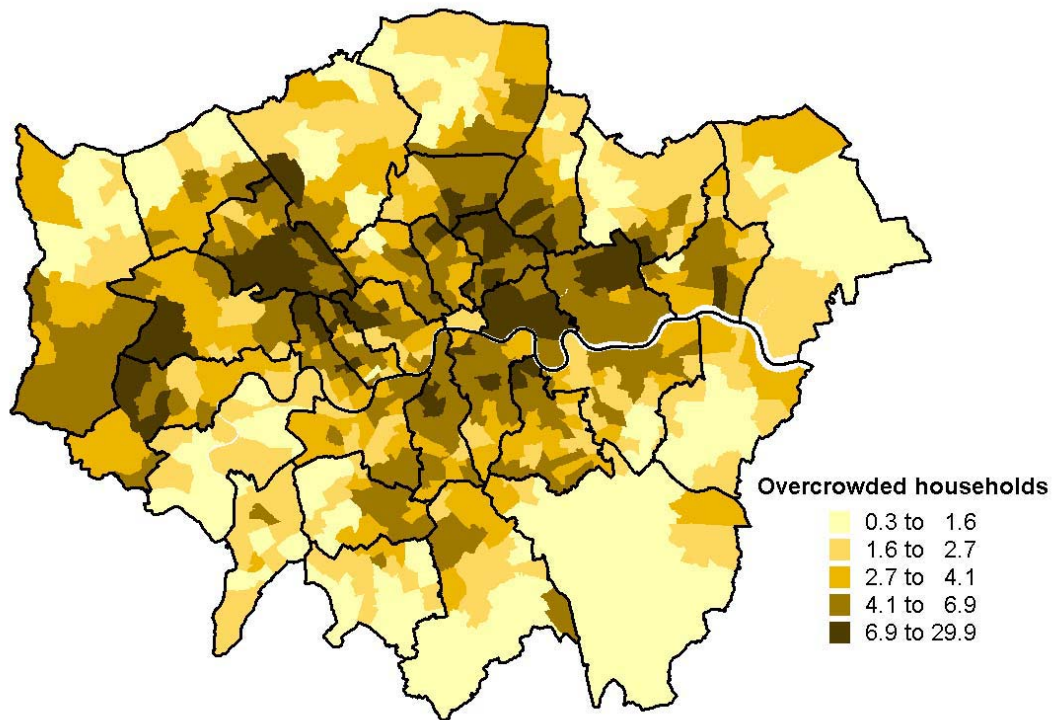 Overcrowded households
0.3 to 1.6
1.6 to 2.7
2.7 to 4.1
4.1 to 6.9
6.9 to 29.9